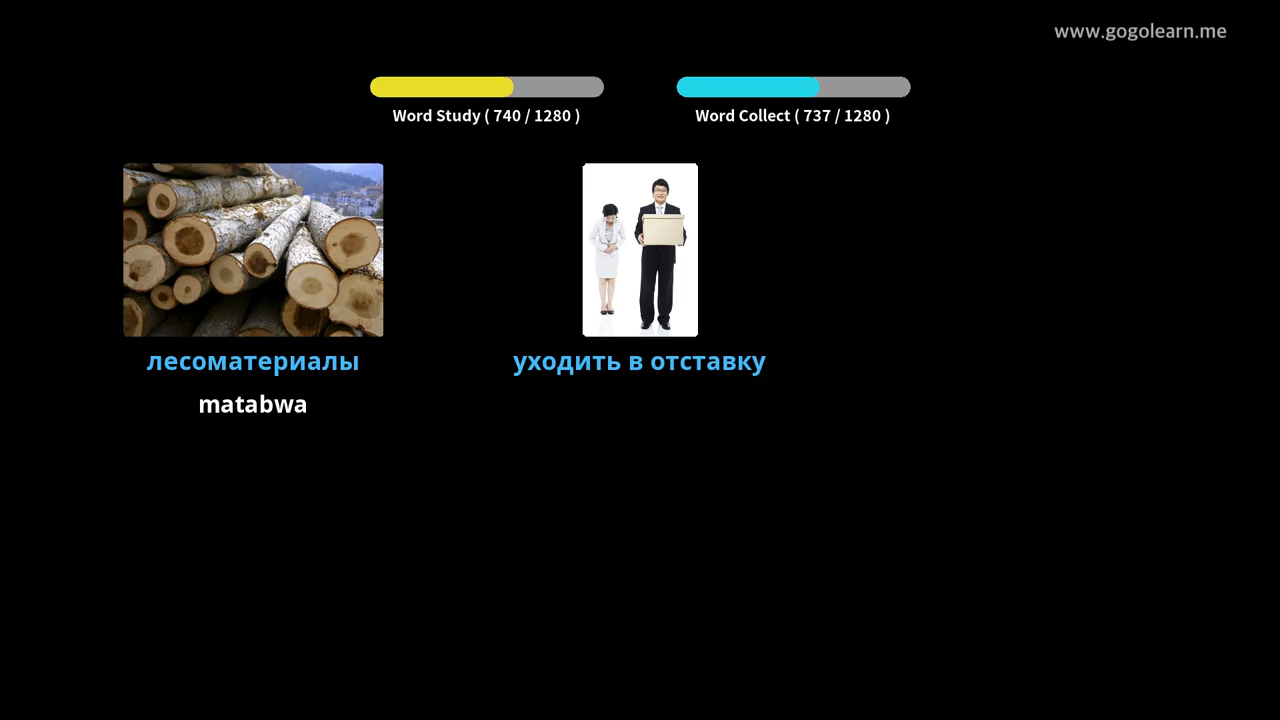 www.gogolearn.me
Word Study ( 740 / 1280 )
Word Collect ( 737 / 1280 )
лесоматериалы
уходить в отставку
matabwa